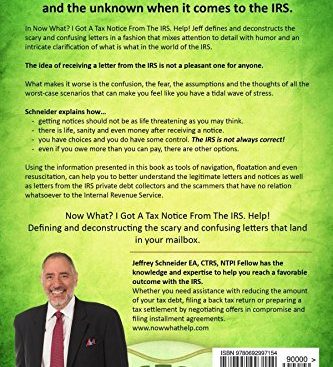 and the unknown when it comes to the IRS.
In Now What? I Got A Tax Notice From The IRS. Help! Jeff defines and deconstructs the
scary and confusing letters in a fashion that mixes attention to detail with humor and an
intricate clarification of what is what in the world of the IRS.
The idea of receiving a letter from the IRS is not a pleasant one for anyone.
What makes it worse is the confusion, the fear, the assumptions and the thoughts of all the
worst-case scenarios that can make you feel like you have a tidal wave of stress.
Schneider explains how...
- getting notices should not be as life threatening as you may think.
- there is life, sanity and even money after receiving a notice.
- you have choices and you do have some control. The IRS is not always correct!
- even if you owe more than you can pay, there are other options.
Using the information presented in this book as tools of navigation, floatation and even
resuscitation, can help you to better understand the legitimate letters and notices as well
as letters from the IRS private debt collectors and the scammers that have no relation
whatsoever to the Internal Revenue Service.
Now What? I Got A Tax Notice From The IRS. Help!
Defining and deconstructing the scary and confusing letters that land
in your mailbox.
Jeffrey Schneider EA, CTRS, NTPI Fellow has the
knowledge and expertise to help you reach a favorable
outcome with the IRS.
Whether you need assistance with reducing the amount
of your tax debt, filing a back tax return or preparing a
tax settlement by negotiating offers in compromise and
filing installment agreements.
www.nowwhathelp.com
ISBN 9780692997154
90000 >